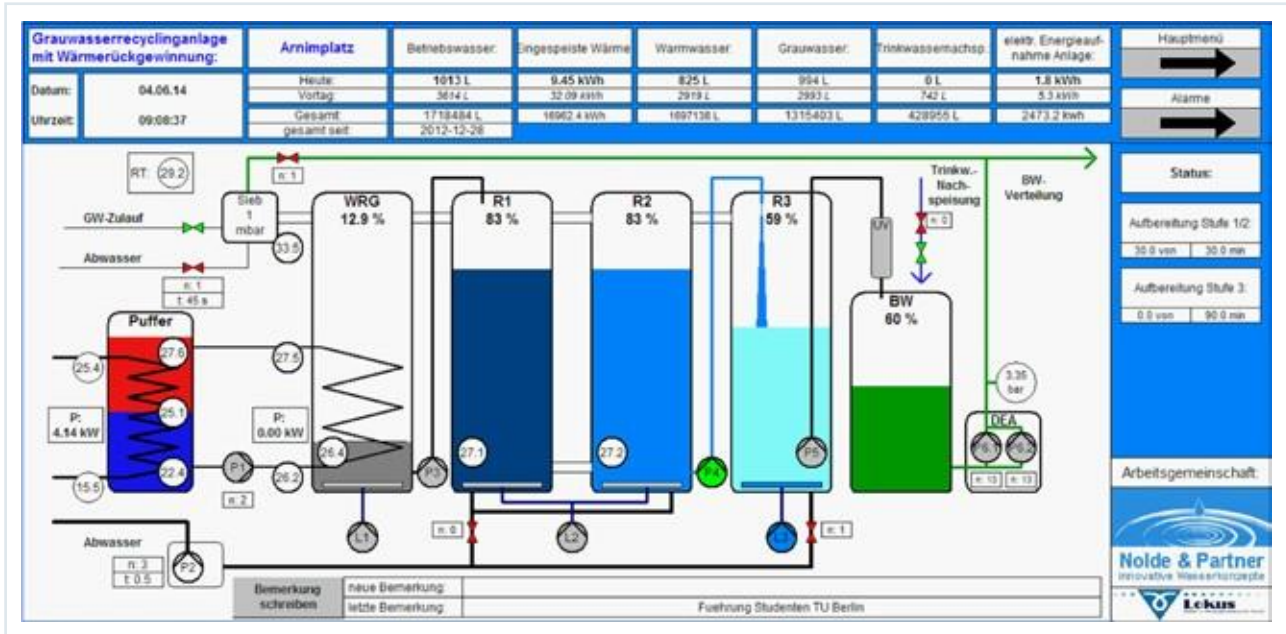 Grauwasserrecyclinganlage
mit Wärmerückgewinnung:
Arnimplatz
Betriebswasser:
Eingespeiste Wärme
Warmwasser:
Grauwasser:
Trinkwassernachsp.:
elektr. Energieauf-
nahme Anlage:
Hauptmenü
Datum: 04.06.14
Heute: 1013 L 9.45 kWh 825 L 994 L 0 L 1.8 kWh
Vortag: 3614 L 32.09 kWh 2919 L 2993 L 742 L 5.3 kWh
Alarme
Uhrzeit: 09:08:37
Gesamt: 1718484 L 16962.4 kWh 1697138 L 1315403 L 428955 L 2473.2 kwh
gesamt seit: 2012-12-28
RT: 29.2
n: 1
Sieb
1
mbar
GW-Zulauf
33.5
Abwasser
n: 1
t: 45 s
WRG
12.9 %
R1
83 %
R2
83 %
R3
59 %
UV
Trinkw.-
Nach-
speisung
n: 0
BW-
Verteilung
Status:
Aufbereitung Stufe 1/2:
30.0 von 30.0 min
Aufbereitung Stufe 3:
0.0 von 90.0 min
Puffer
27.6
25.4
25.1
P:
4.14 kW
22.4
15.5
27.5
P:
0.00 kW
26.4
26.2
P1
n: 2
P3
27.1
27.2
P4
P5
BW
60 %
3.35
bar
DEA
n: 13 n: 13
L1
n: 0
L2
L3
n: 1
Abwasser
n: 3
t: 0.5
P2
Bemerkung
schreiben
neue Bemerkung:
letzte Bemerkung: Fuehrung Studenten TU Berlin
Arbeitsgemeinschaft:
Nolde & Partner
innovative Wasserkonzepte
Lokus